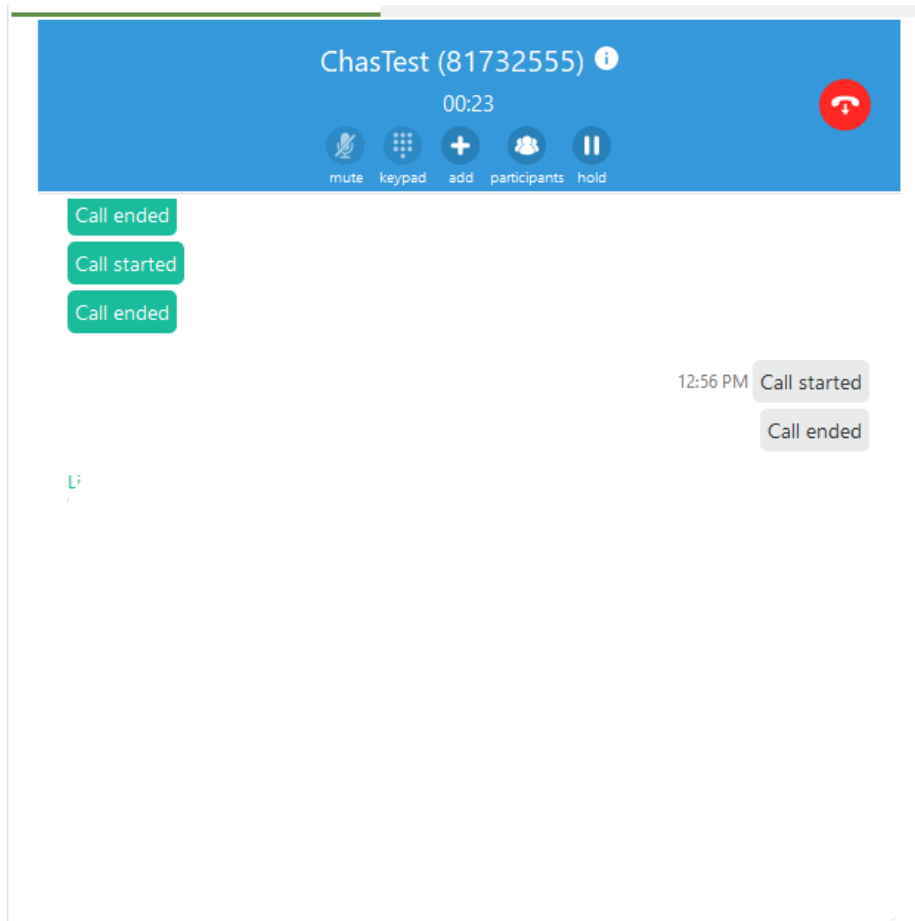 ChasTest (81732555)
00:23
mute keypad add participants hold
Call ended
Call started
Call ended
12:56 PM Call started
Call ended